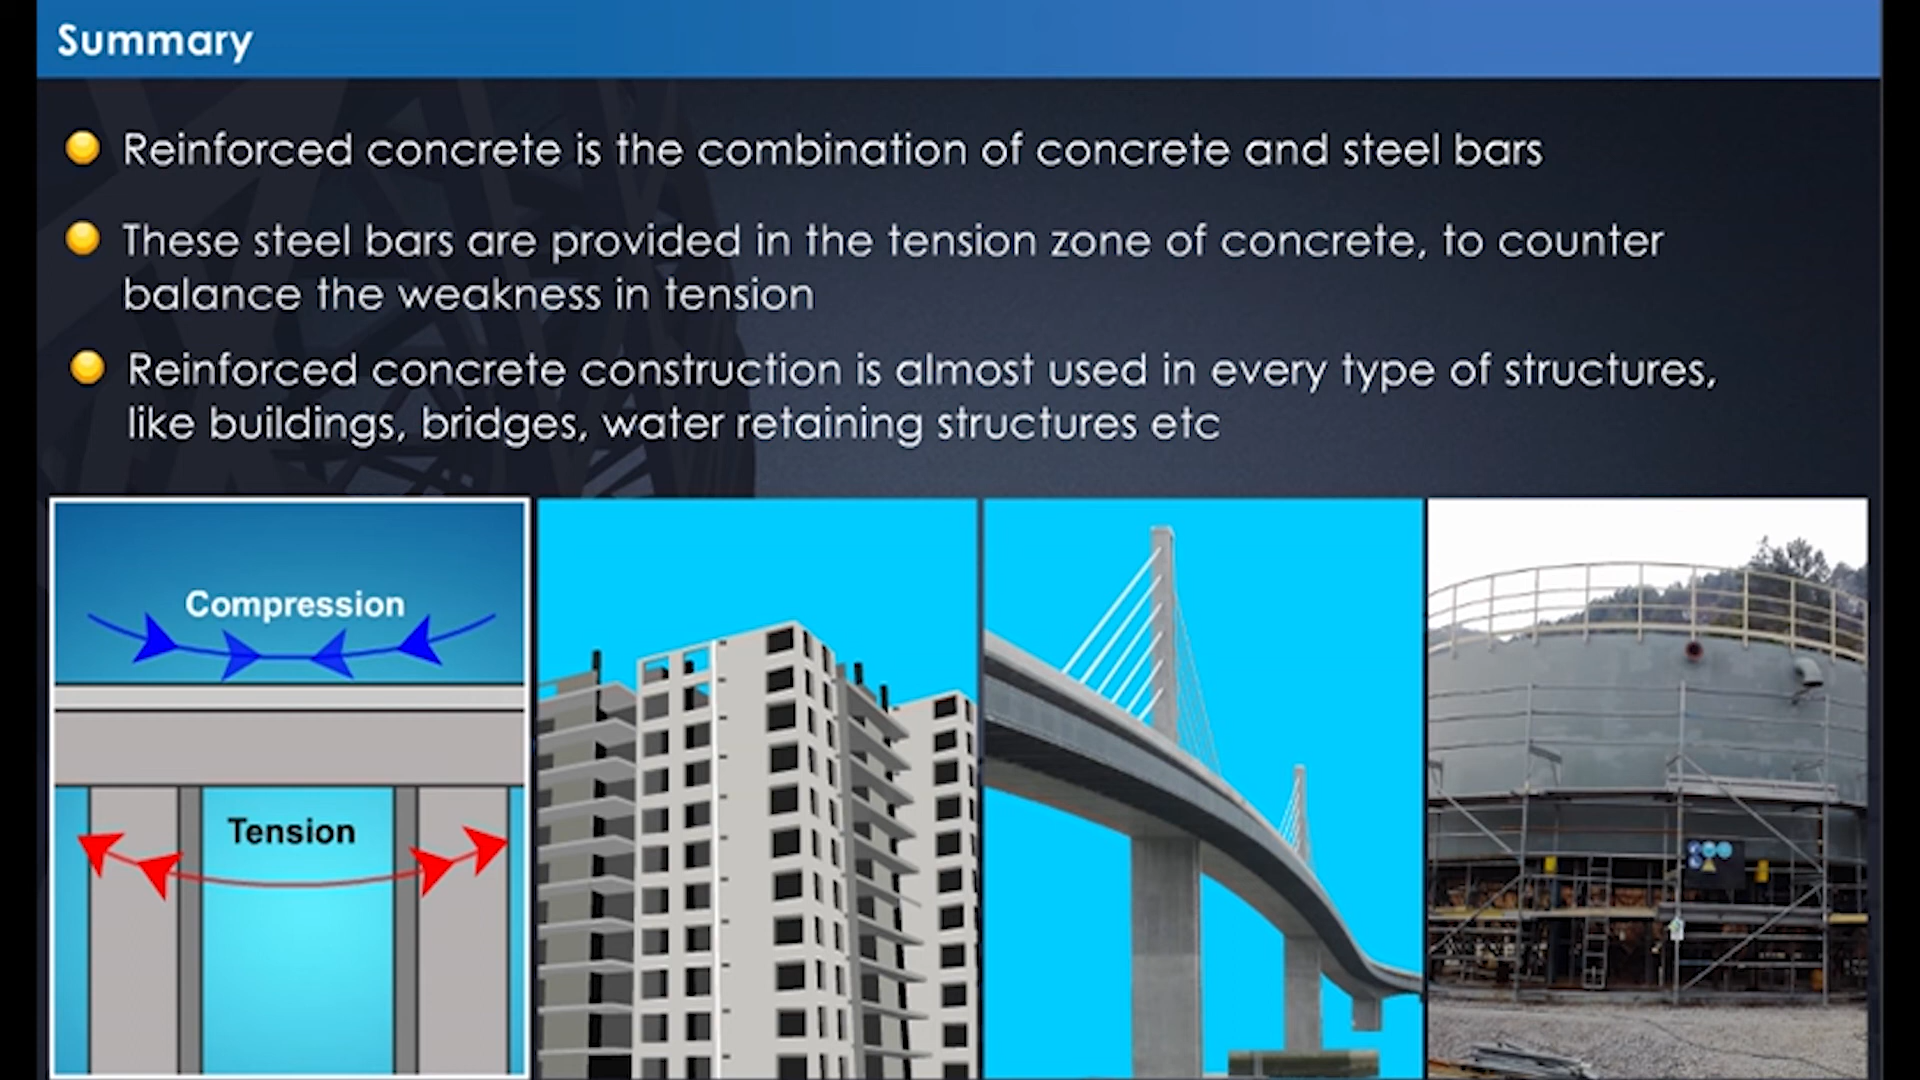 Summary
Reinforced concrete is the combination of concrete and steel bars
These steel bars are provided in the tension zone of concrete, to counter
balance the weakness in tension
Reinforced concrete construction is almost used in every type of structures,
like buildings, bridges, water retaining structures etc
Compression
Tension